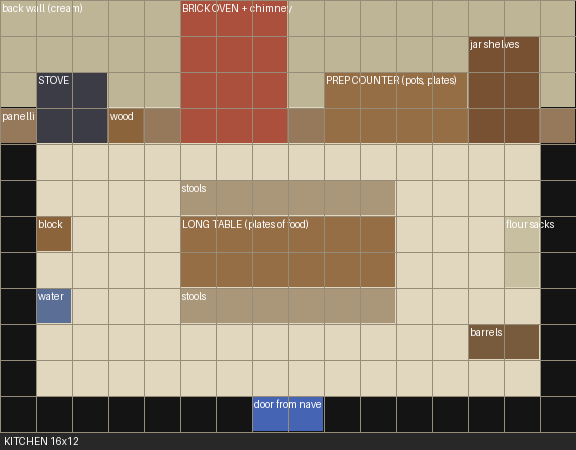 back wall (cream)
BRICK OVEN + chimney
jar shelves
STOVE
PREP COUNTER (pots, plates)
panelli
wood
stools
block
LONG TABLE (plates of food)
flour sacks
water
stools
barrels
door from nave
KITCHEN 16x12